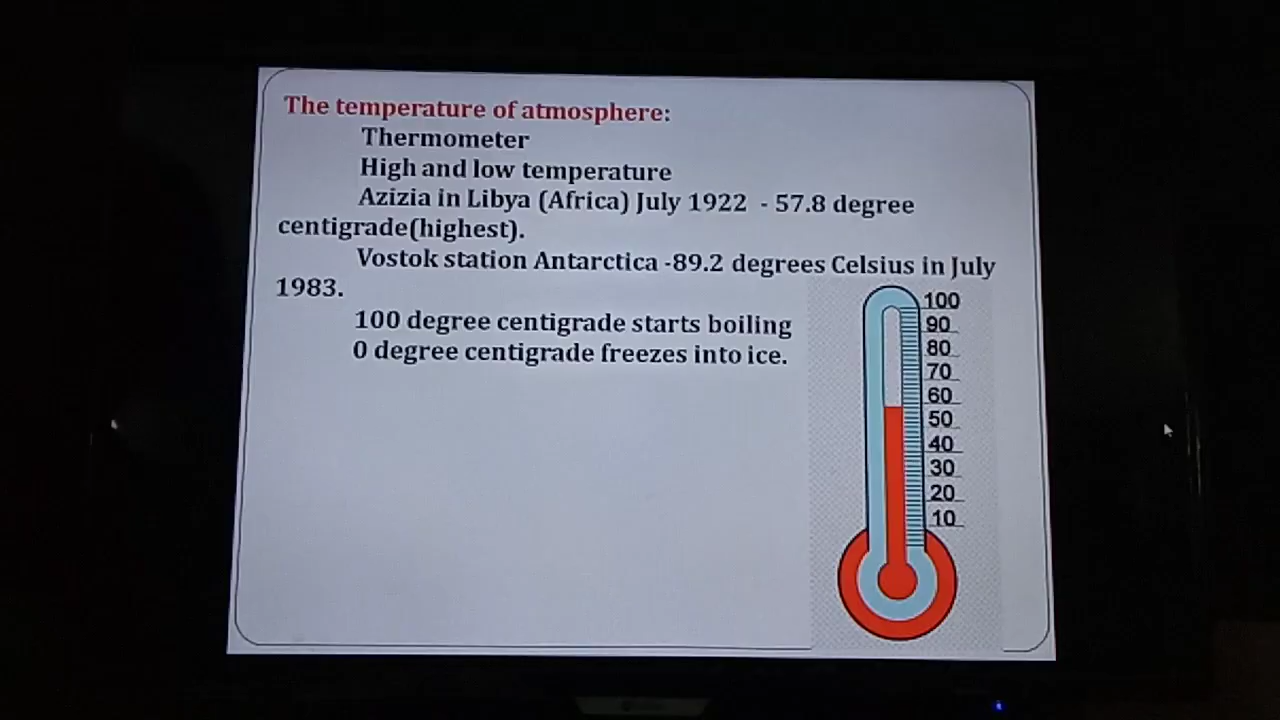 The temperature of atmosphere:
Thermometer
High and low temperature
Azizia in Libya (Africa) July 1922 - 57.8 degree
centigrade(highest).
Vostok station Antarctica -89.2 degrees Celsius in July
1983.
100 degree centigrade starts boiling
0 degree centigrade freezes into ice.
100
90
80
70
60
50
40
30
20
10